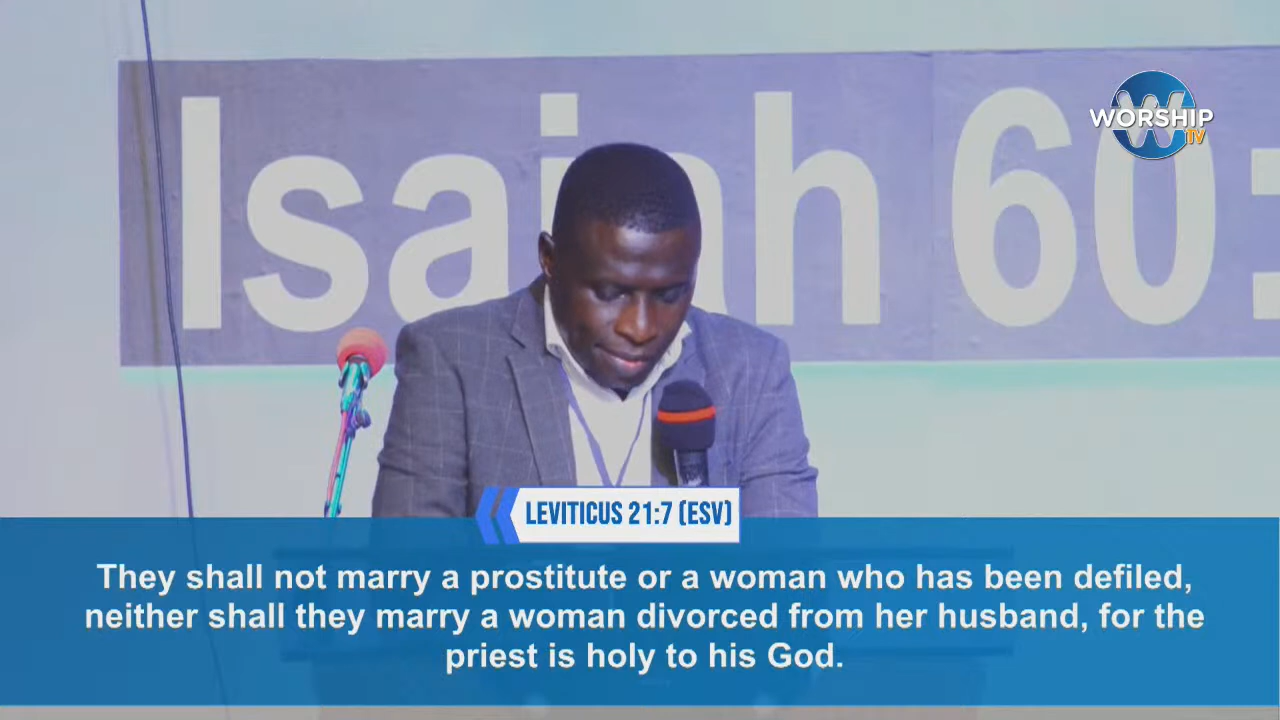 Isaiah 60:
WORSHIP
TV
LEVITICUS 21:7 (ESV)
They shall not marry a prostitute or a woman who has been defiled,
neither shall they marry a woman divorced from her husband, for the
priest is holy to his God.